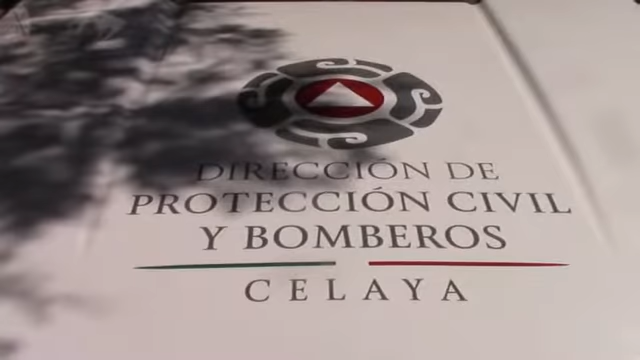 DIRECCIÓN DE
PROTECCIÓN CIVIL
Y BOMBEROS
CELAYA